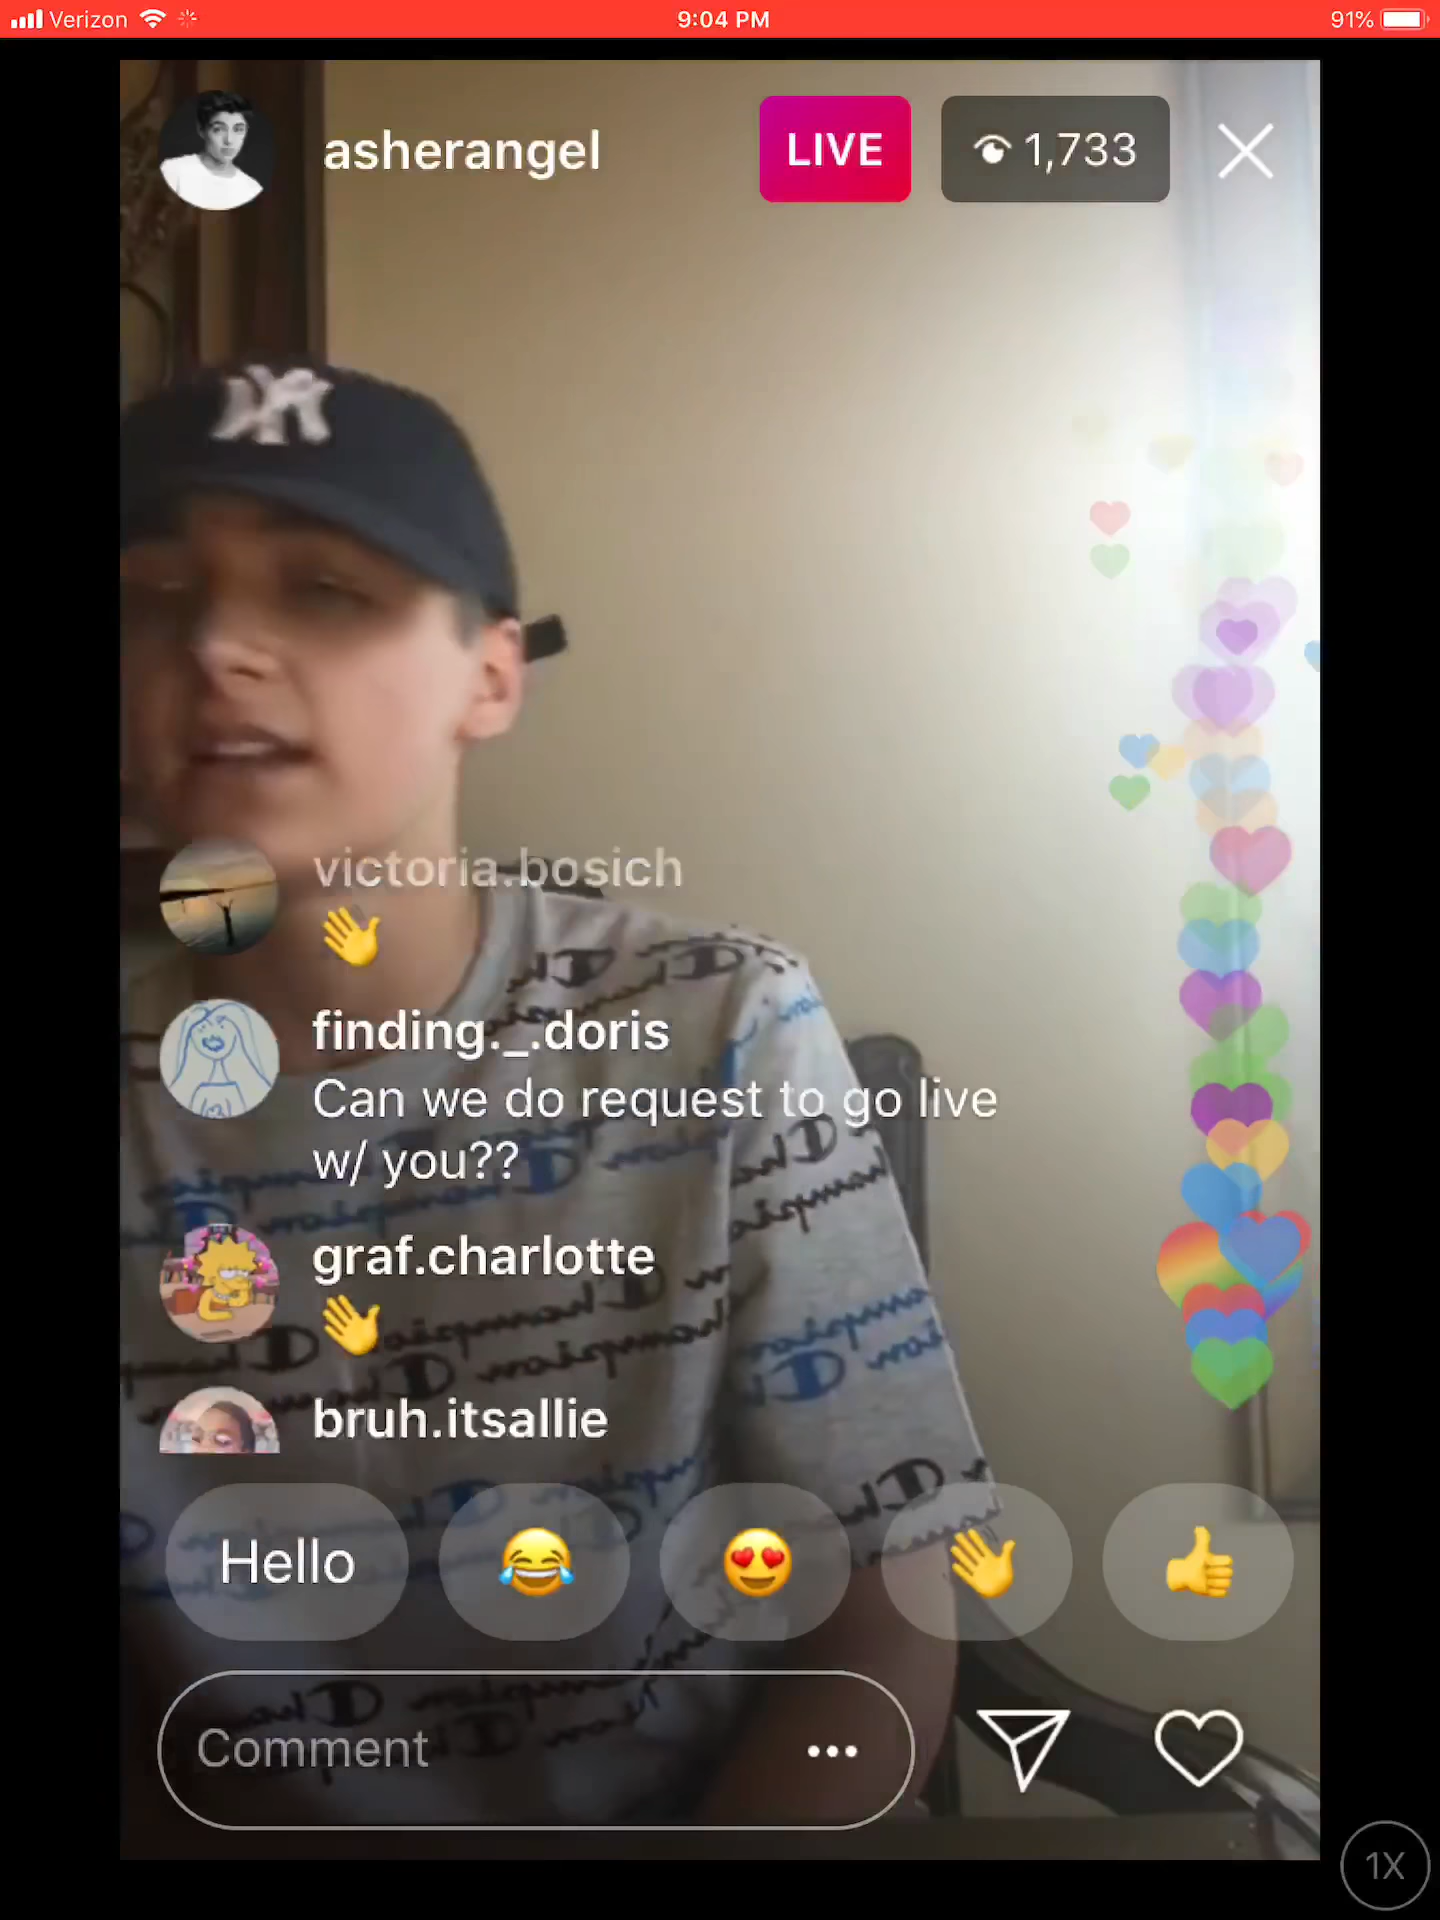 Verizon 9:04 PM 91%
asherangel LIVE 1,733
victoria.bosich
finding._.doris
Can we do request to go live
w/ you??
graf.charlotte
bruh.itsallie
Hello
Comment
1X